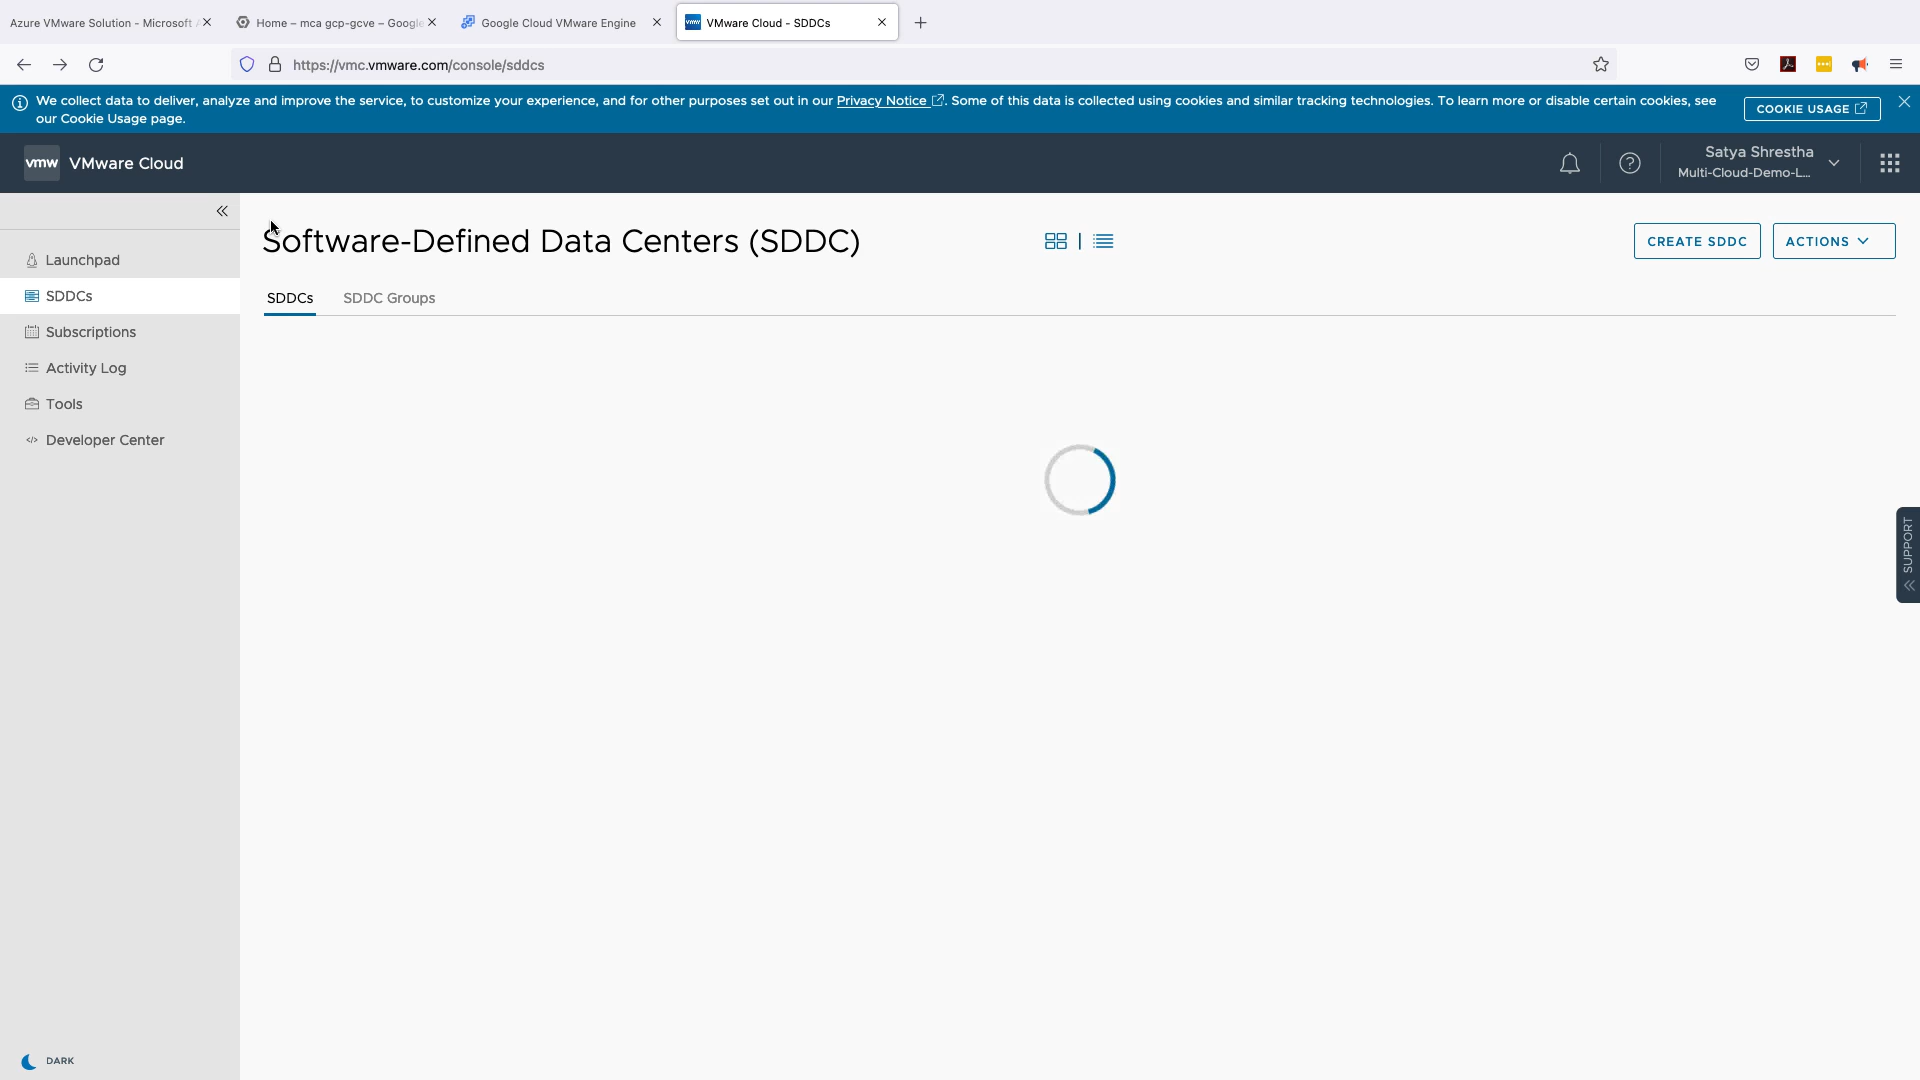 Azure VMware Solution - Microsoft A
Home – mca gcp-gcve – Google
Google Cloud VMware Engine
vmw
VMware Cloud - SDDCs
https://vmc.vmware.com/console/sddcs
We collect data to deliver, analyze and improve the service, to customize your experience, and for other purposes set out in our Privacy Notice. Some of this data is collected using cookies and similar tracking technologies. To learn more or disable certain cookies, see
our Cookie Usage page.
COOKIE USAGE
vmw
VMware Cloud
Satya Shrestha
Multi-Cloud-Demo-L...
Launchpad
SDDCs
Subscriptions
Activity Log
Tools
Developer Center
DARK
Software-Defined Data Centers (SDDC)
CREATE SDDC
ACTIONS
SDDCs
SDDC Groups
SUPPORT